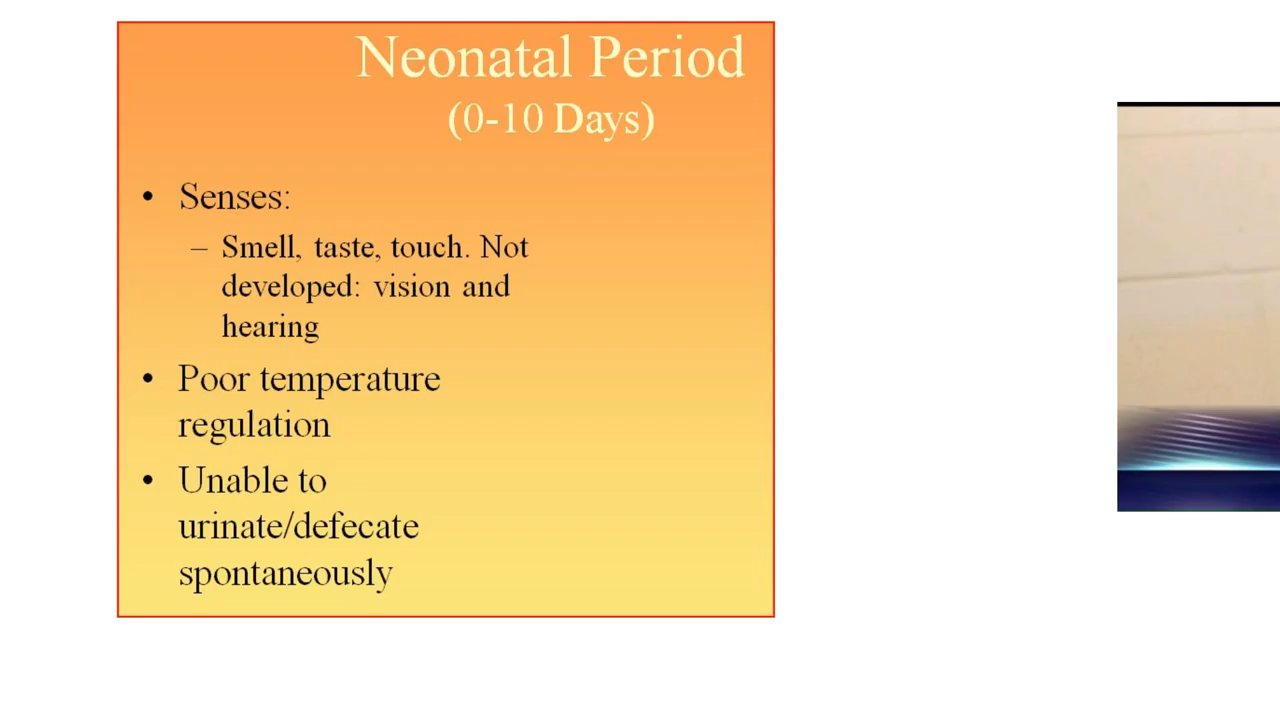 Neonatal Period
(0-10 Days)
• Senses:
– Smell, taste, touch. Not
developed: vision and
hearing
• Poor temperature
regulation
• Unable to
urinate/defecate
spontaneously